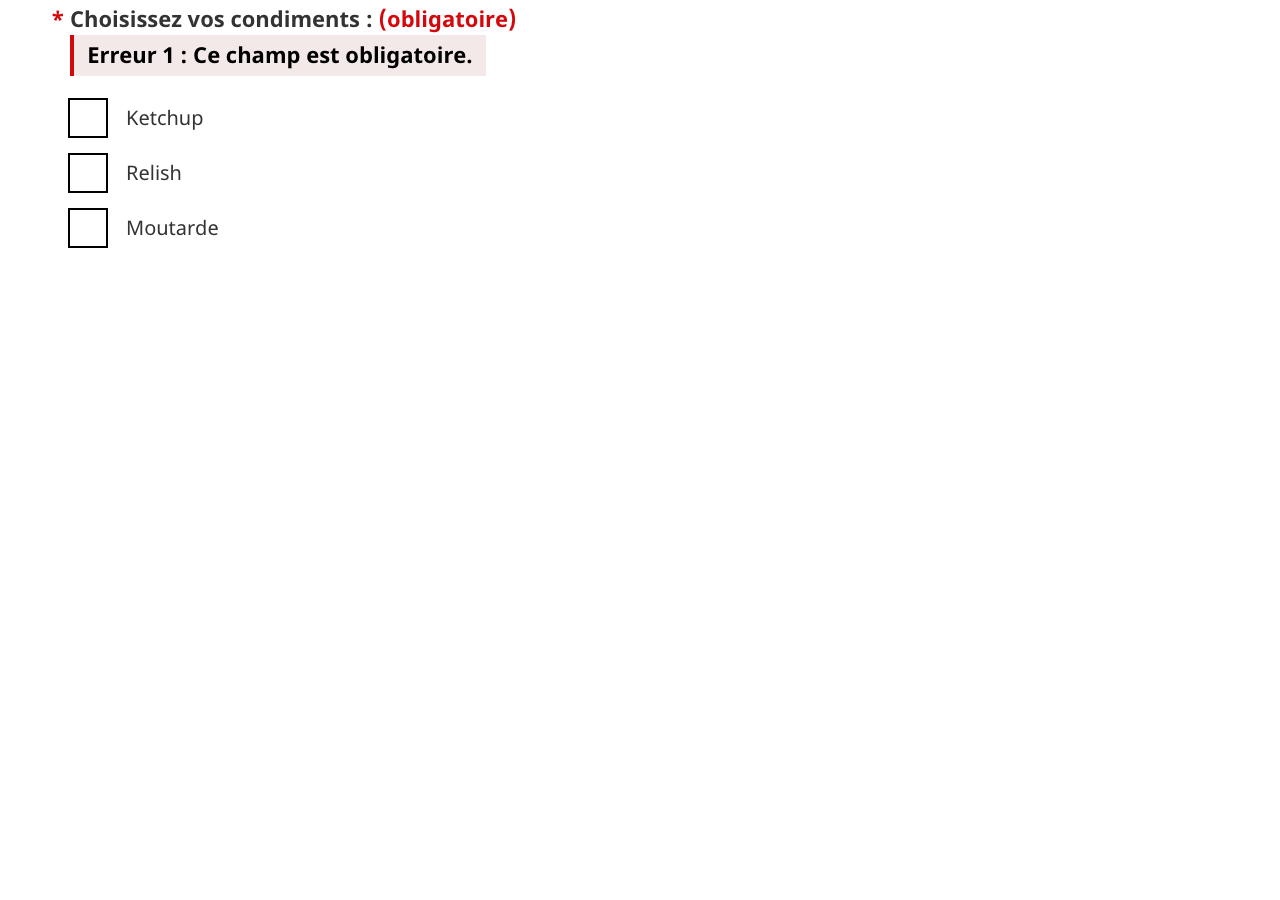 * Choisissez vos condiments : (obligatoire)
Erreur 1 : Ce champ est obligatoire.
Ketchup
Relish
Moutarde